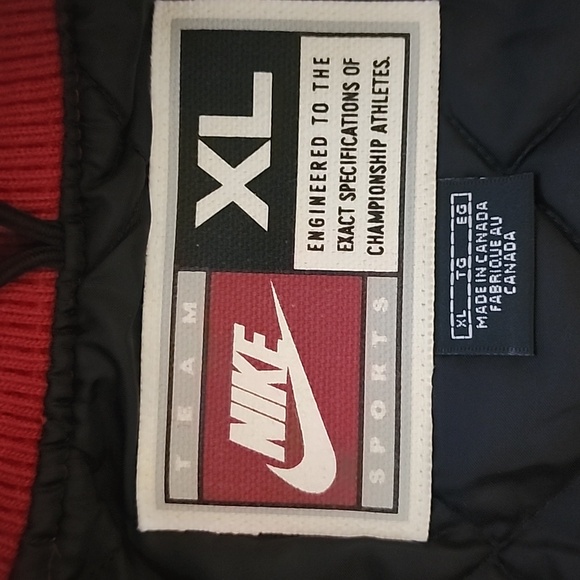 TEAM
NIKE
SPORTS
XL
ENGINEERED TO THE
EXACT SPECIFICATIONS OF
CHAMPIONSHIP ATHLETES.
XL TG EG
MADE IN CANADA
FABRIQUE AU
CANADA